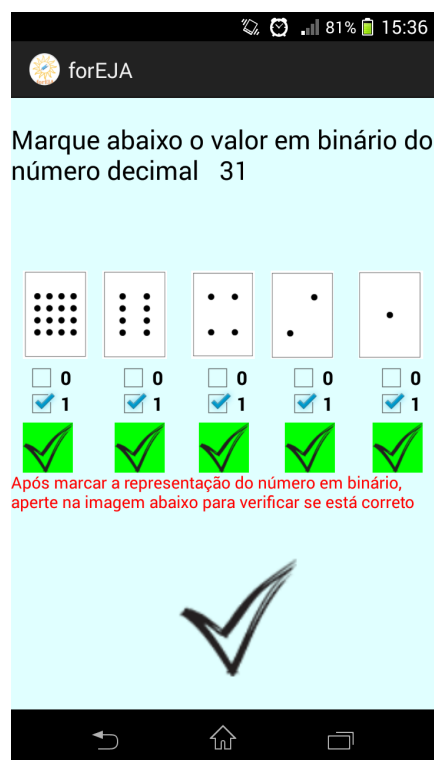 81% 15:36
forEJA
Marque abaixo o valor em binário do
número decimal 31
0 0 0 0 0
1 1 1 1 1
Após marcar a representação do número em binário,
aperte na imagem abaixo para verificar se está correto